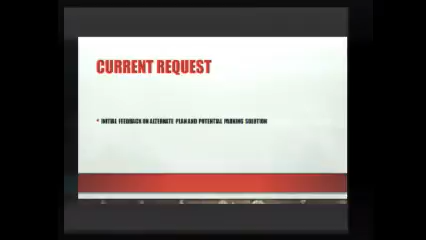 CURRENT REQUEST
• INITIAL FEEDBACK ON ALTERNATE PLAN AND POTENTIAL PARKING SOLUTION